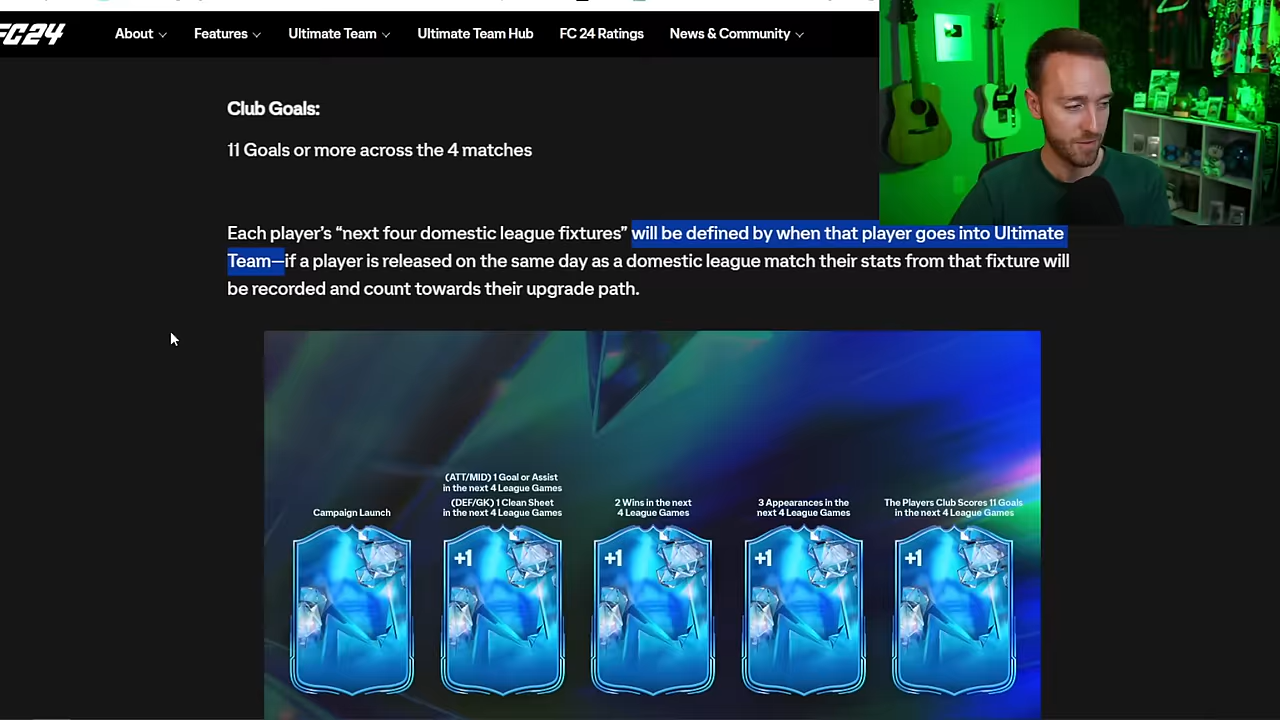 FC24 About Features Ultimate Team Ultimate Team Hub FC 24 Ratings News & Community
Club Goals:
11 Goals or more across the 4 matches
Each player's “next four domestic league fixtures” will be defined by when that player goes into Ultimate
Team—if a player is released on the same day as a domestic league match their stats from that fixture will
be recorded and count towards their upgrade path.
Campaign Launch
(ATT/MID) 1 Goal or Assist
in the next 4 League Games
(DEF/GK) 1 Clean Sheet
in the next 4 League Games
2 Wins in the next
4 League Games
3 Appearances in the
next 4 League Games
The Players Club Scores 11 Goals
in the next 4 League Games
+1
+1
+1
+1